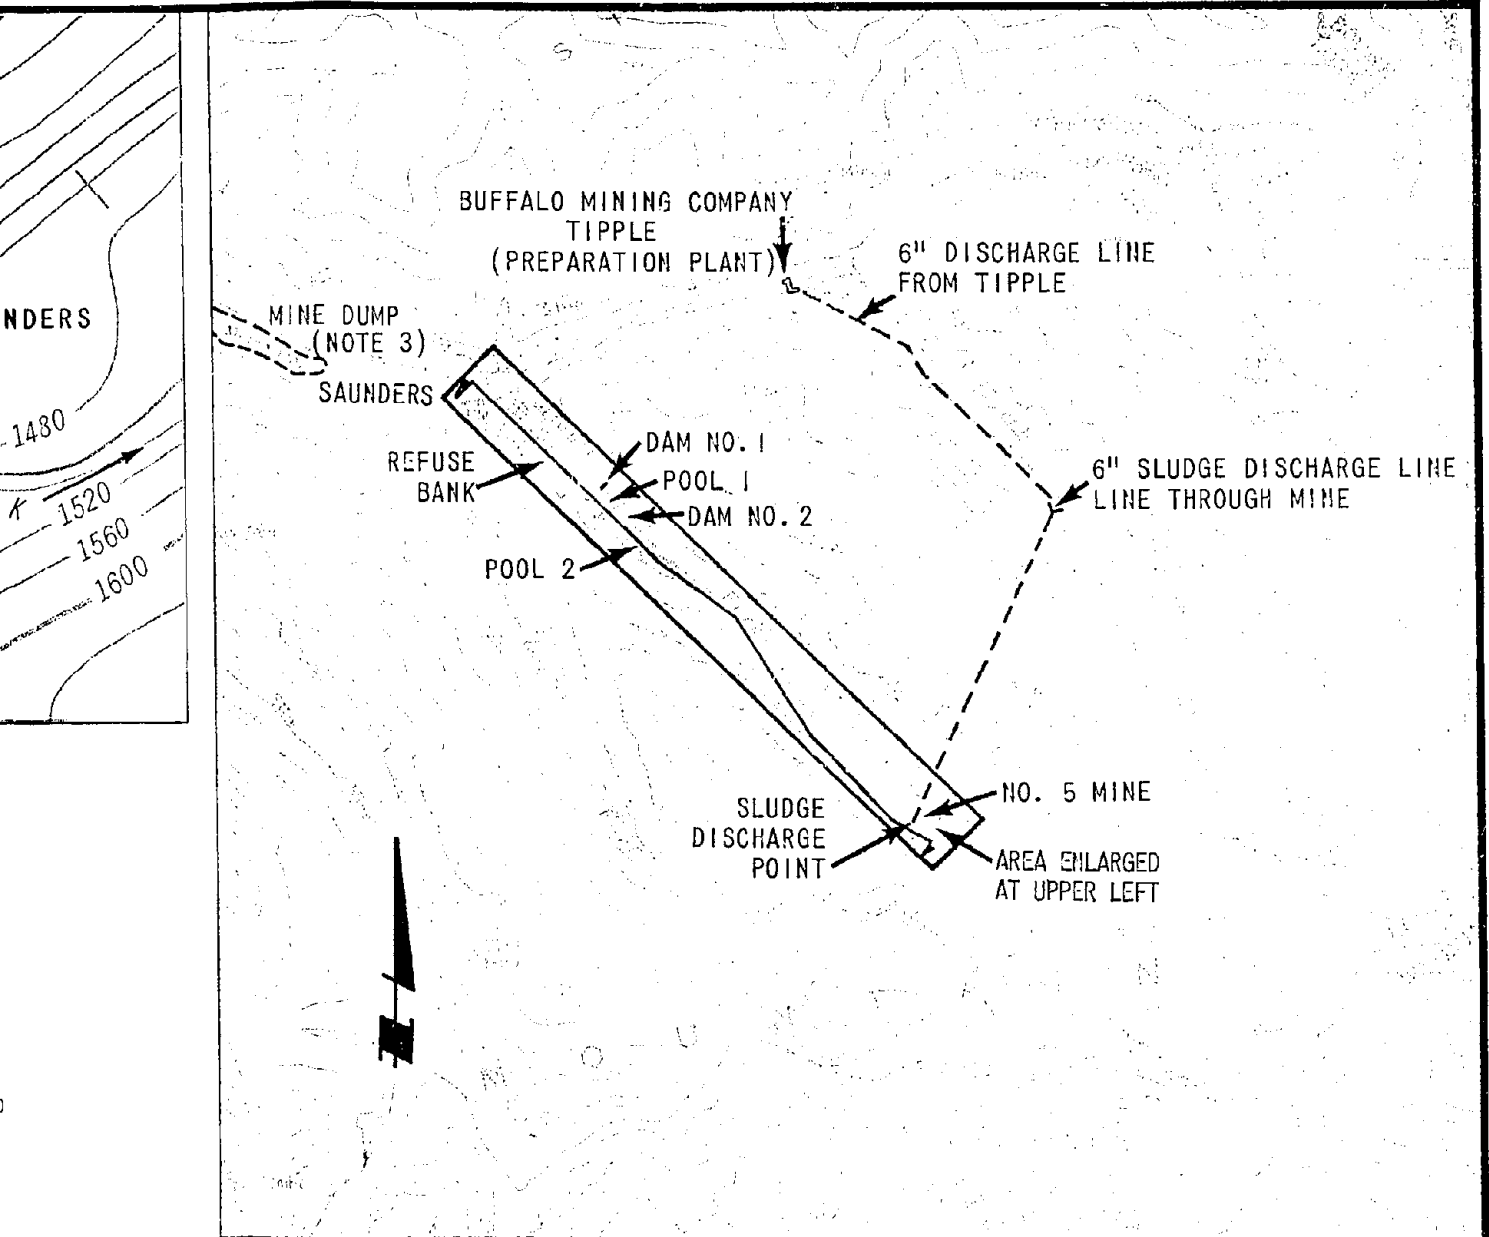 NDERS
1480
1520
1560
1600
S
BUFFALO MINING COMPANY
TIPPLE
(PREPARATION PLANT)
6" DISCHARGE LINE
FROM TIPPLE
MINE DUMP
(NOTE 3)
SAUNDERS
REFUSE
BANK
DAM NO. 1
POOL 1
DAM NO. 2
POOL 2
6" SLUDGE DISCHARGE LINE
LINE THROUGH MINE
SLUDGE
DISCHARGE
POINT
NO. 5 MINE
AREA ENLARGED
AT UPPER LEFT
M O U N T A N
N